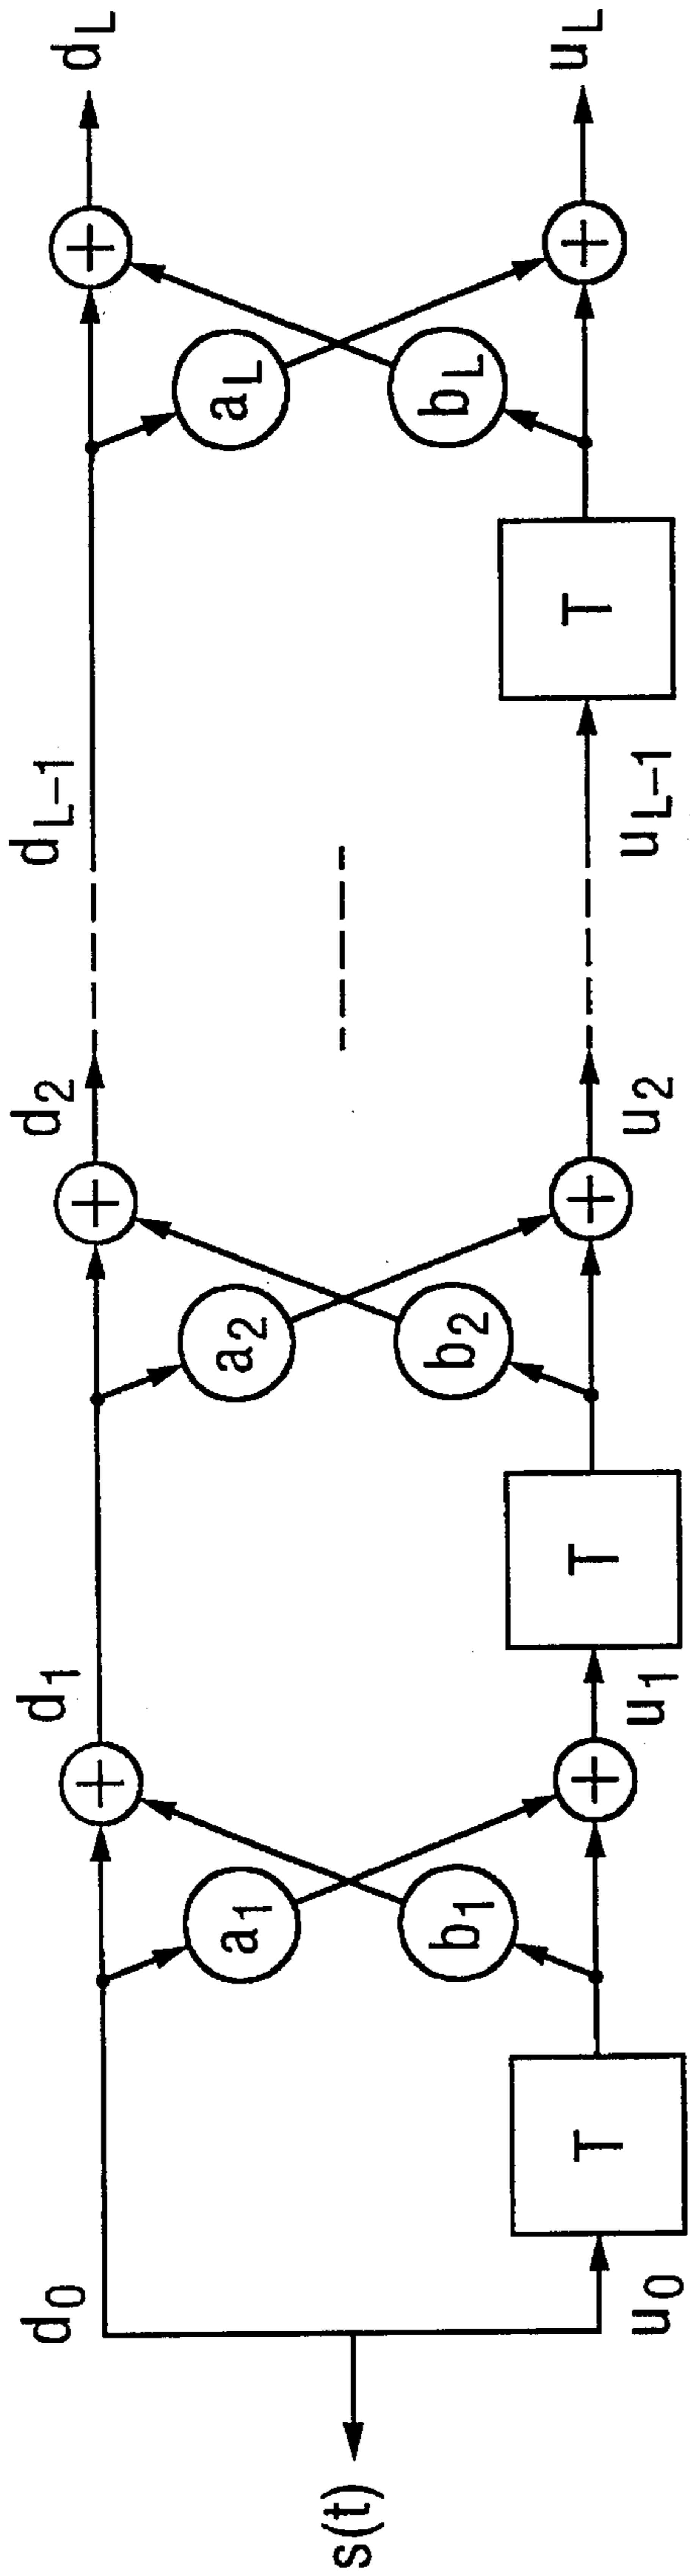 d0 d1 d2 dL−1 dL
+ + +
a1 a2 aL
b1 b2 bL
s(t)
T + T + T +
u0 u1 u2 uL−1 uL